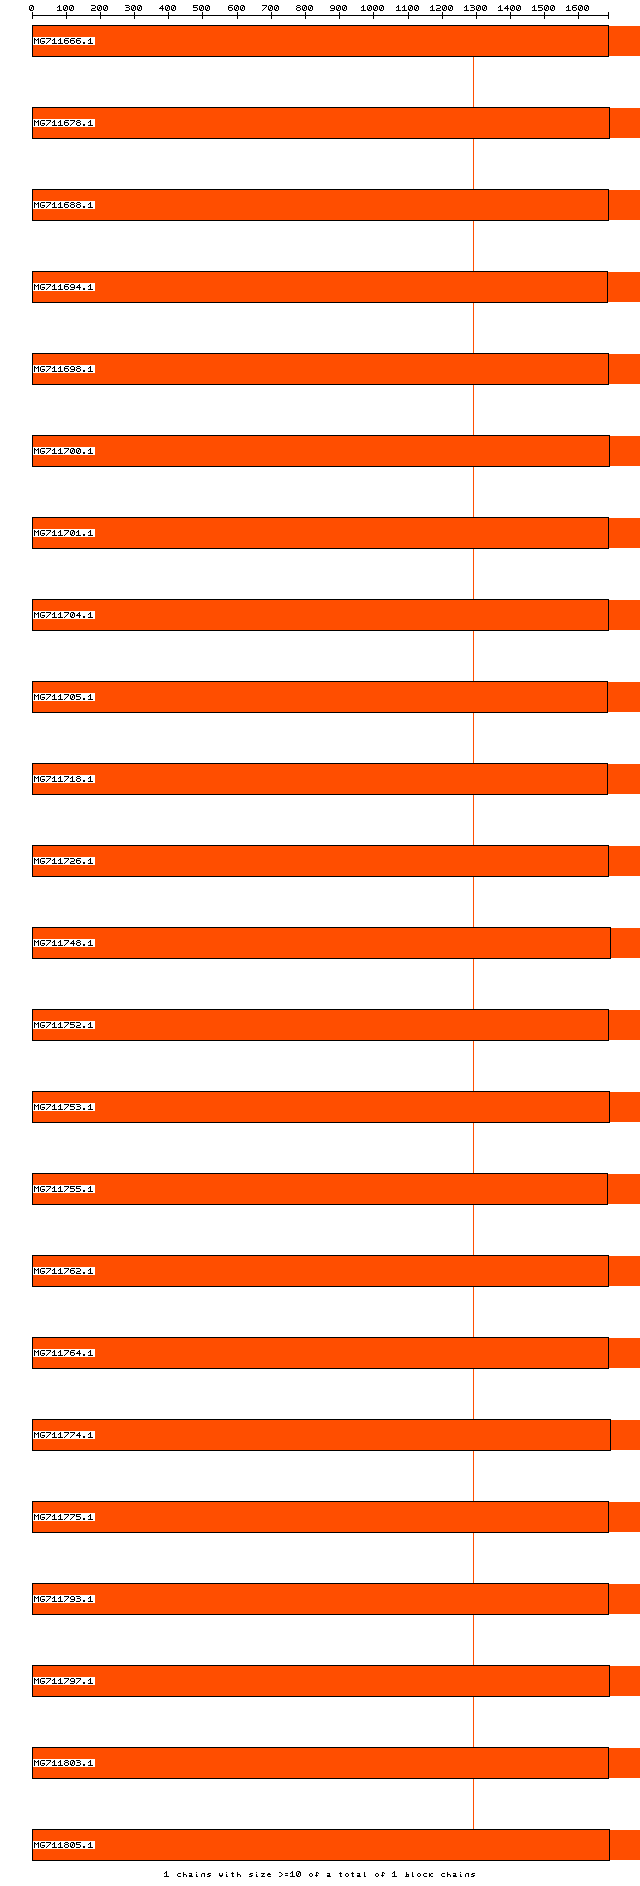 0 100 200 300 400 500 600 700 800 900 1000 1100 1200 1300 1400 1500 1600
MG711666.1
MG711678.1
MG711688.1
MG711694.1
MG711698.1
MG711700.1
MG711701.1
MG711704.1
MG711705.1
MG711718.1
MG711726.1
MG711748.1
MG711752.1
MG711753.1
MG711755.1
MG711762.1
MG711764.1
MG711774.1
MG711775.1
MG711793.1
MG711797.1
MG711803.1
MG711805.1
1 chains with size >=10 of a total of 1 block chains